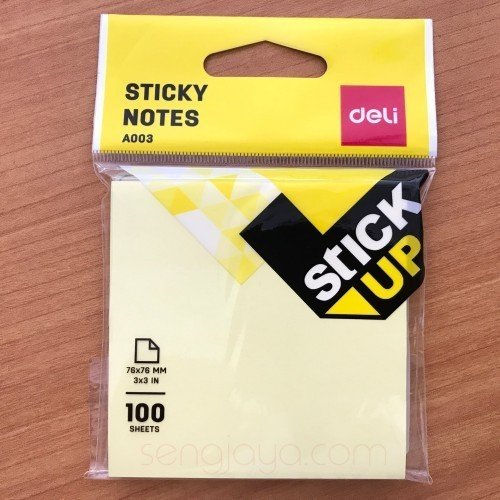 STICKY
NOTES
A003
deli
stick
UP
76x76 MM
3x3 IN
100
SHEETS
sengjaya.com